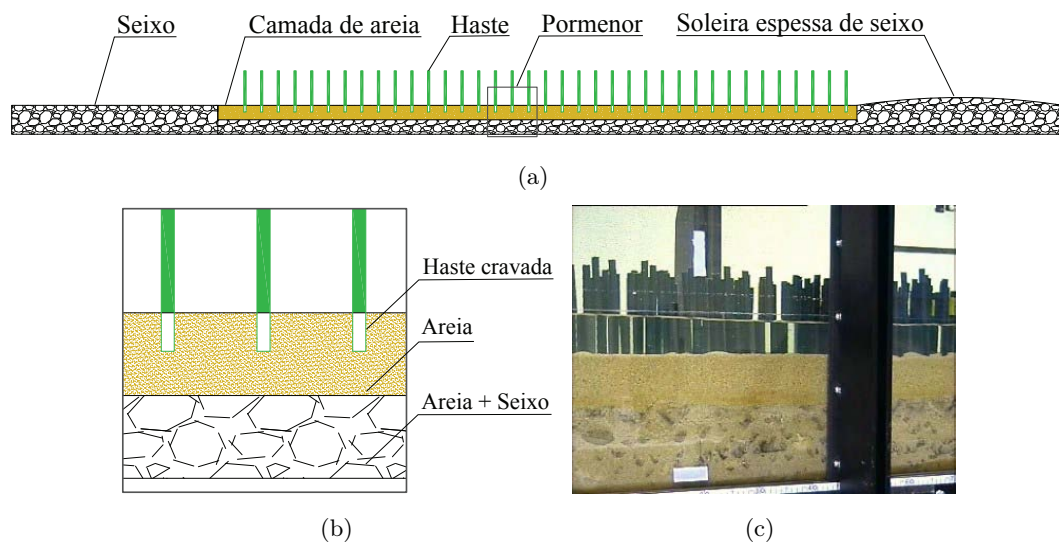 Seixo
Camada de areia
Haste
Pormenor
Soleira espessa de seixo
(a)
Haste cravada
Areia
Areia + Seixo
(b)
(c)